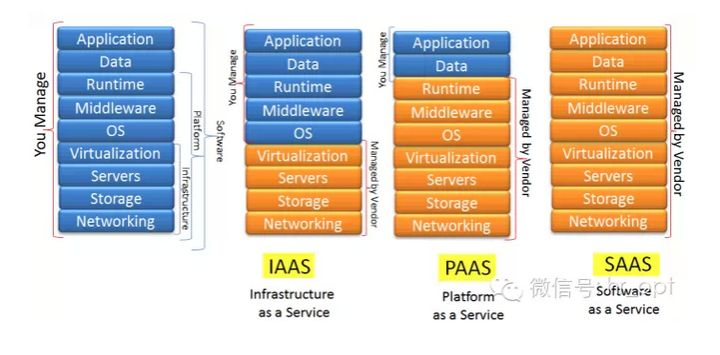 You Manage
Application
Data
Runtime
Middleware
OS
Virtualization
Servers
Storage
Networking
Infrastructure
Platform
Software
You Manage
Application
Data
Runtime
Middleware
OS
Virtualization
Servers
Storage
Networking
Managed by Vendor
IAAS
Infrastructure
as a Service
You Manage
Application
Data
Runtime
Middleware
OS
Virtualization
Servers
Storage
Networking
Managed by Vendor
PAAS
Platform
as a Service
Application
Data
Runtime
Middleware
OS
Virtualization
Servers
Storage
Networking
Managed by Vendor
SAAS
Software
as a Service
微信号: